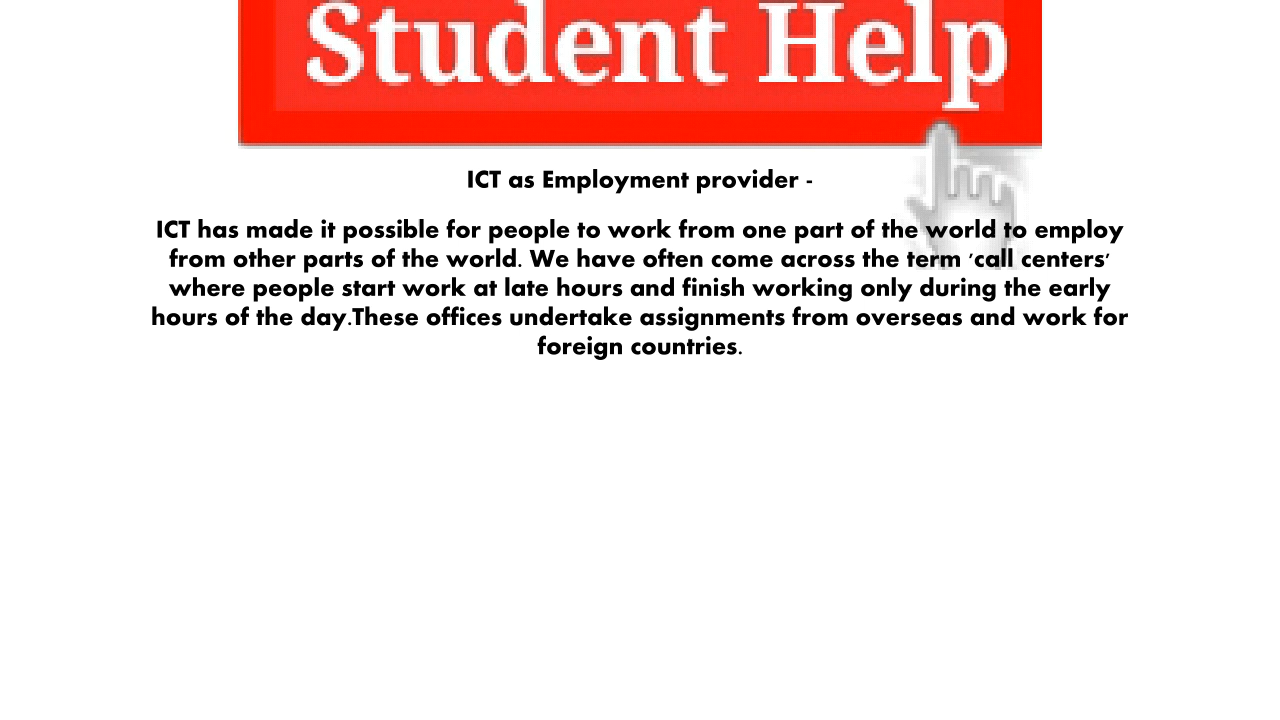 Student Help
ICT as Employment provider -
ICT has made it possible for people to work from one part of the world to employ
from other parts of the world. We have often come across the term 'call centers'
where people start work at late hours and finish working only during the early
hours of the day.These offices undertake assignments from overseas and work for
foreign countries.